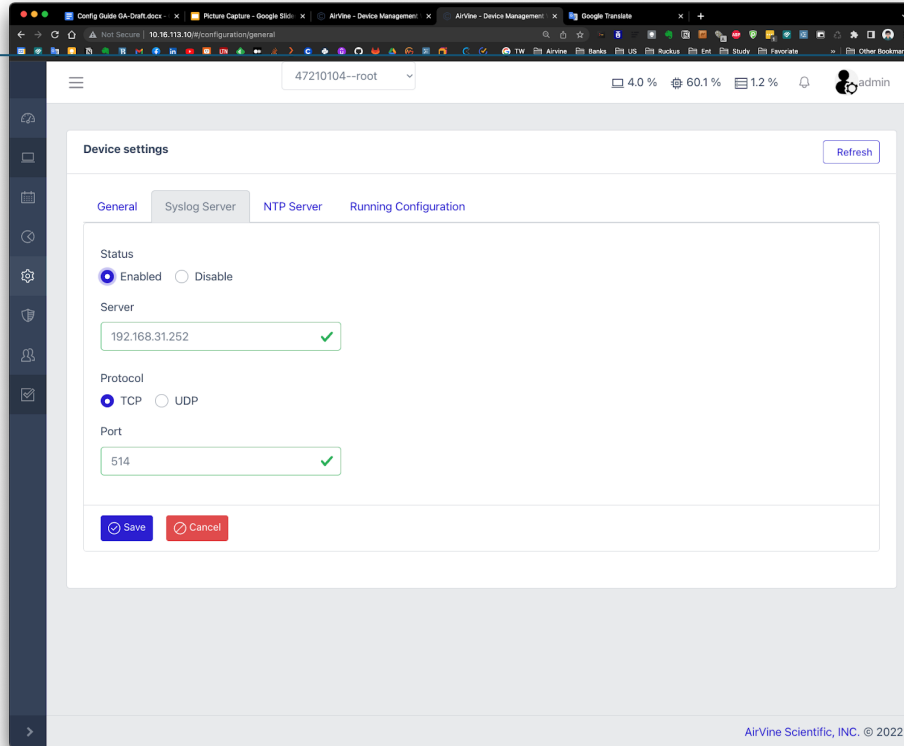 Config Guide GA-Draft.docx - × Picture Capture - Google Slide × AirVine - Device Management × AirVine - Device Management × Google Translate × +
Not Secure | 10.16.113.10/#/configuration/general
TW Airvine Banks US Ruckus Ent Study Favoriate » Other Bookmar
47210104--root 4.0 % 60.1 % 1.2 % admin
Device settings Refresh
General Syslog Server NTP Server Running Configuration
Status
Enabled Disable
Server
192.168.31.252
Protocol
TCP UDP
Port
514
Save Cancel
AirVine Scientific, INC. © 2022